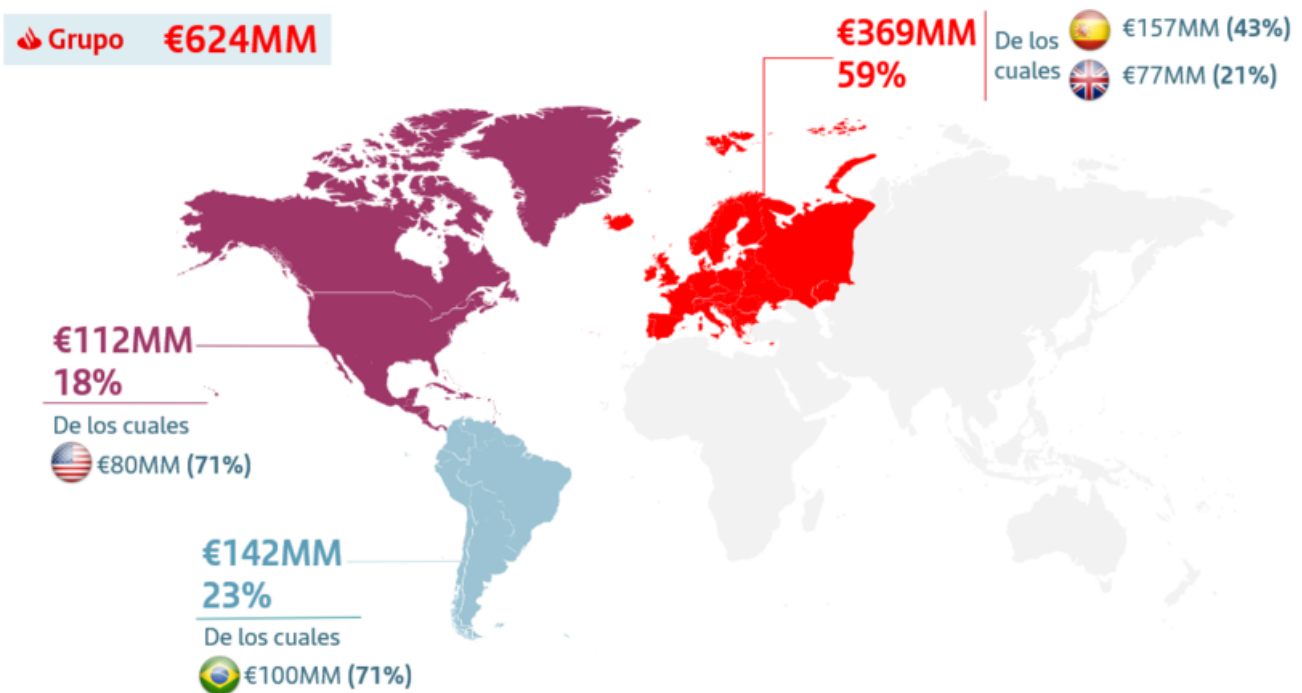 Grupo €624MM
€369MM
59%
De los cuales
€157MM (43%)
€77MM (21%)
€112MM
18%
De los cuales
€80MM (71%)
€142MM
23%
De los cuales
€100MM (71%)